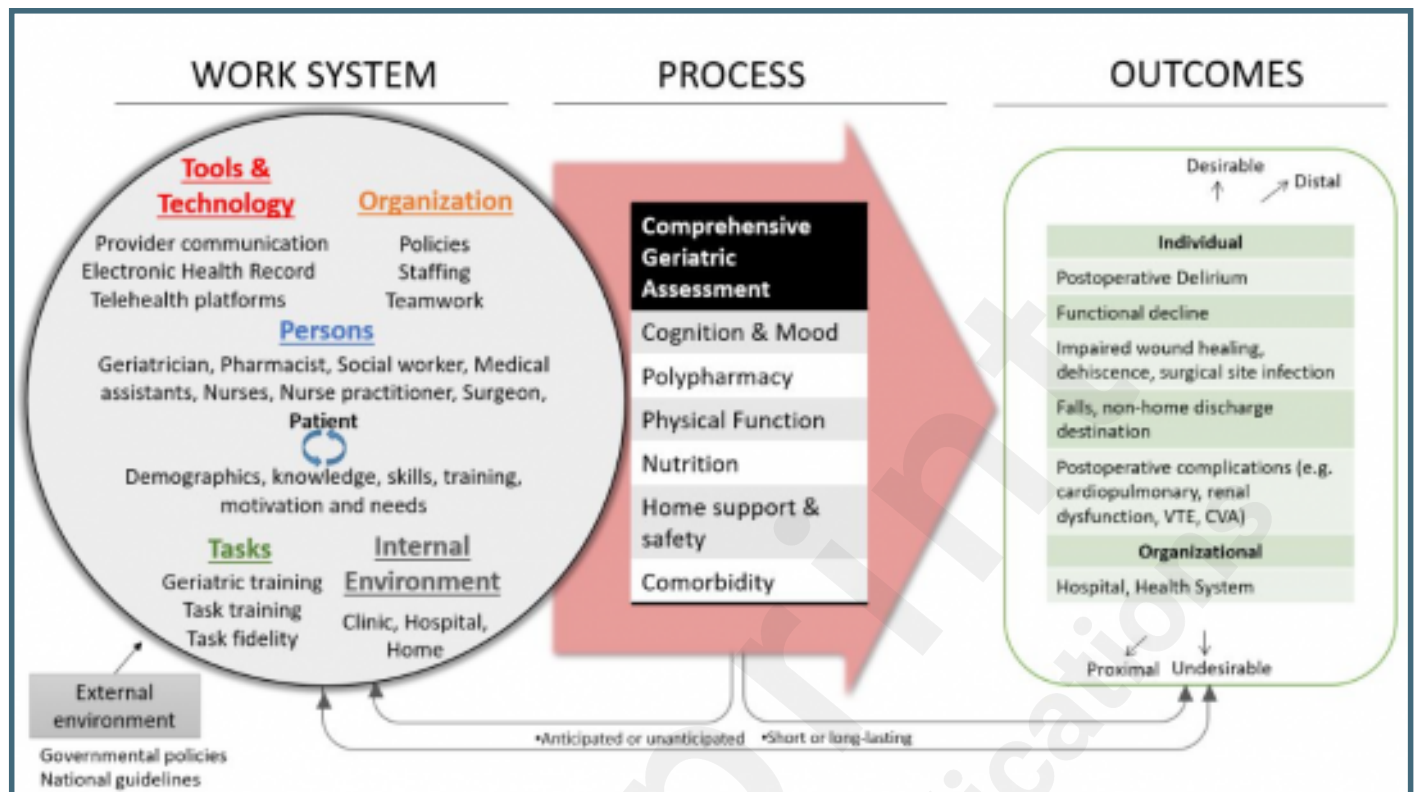 WORK SYSTEM
Tools &
Technology
Provider communication
Electronic Health Record
Telehealth platforms
Organization
Policies
Staffing
Teamwork
Persons
Geriatrician, Pharmacist, Social worker, Medical
assistants, Nurses, Nurse practitioner, Surgeon,
Patient
Demographics, knowledge, skills, training,
motivation and needs
Tasks
Geriatric training
Task training
Task fidelity
Internal
Environment
Clinic, Hospital,
Home
External
environment
Governmental policies
National guidelines
PROCESS
Comprehensive
Geriatric
Assessment
Cognition & Mood
Polypharmacy
Physical Function
Nutrition
Home support &
safety
Comorbidity
•Anticipated or unanticipated •Short or long-lasting
OUTCOMES
Desirable
Distal
Individual
Postoperative Delirium
Functional decline
Impaired wound healing,
dehiscence, surgical site infection
Falls, non-home discharge
destination
Postoperative complications (e.g.
cardiopulmonary, renal
dysfunction, VTE, CVA)
Organizational
Hospital, Health System
Proximal Undesirable